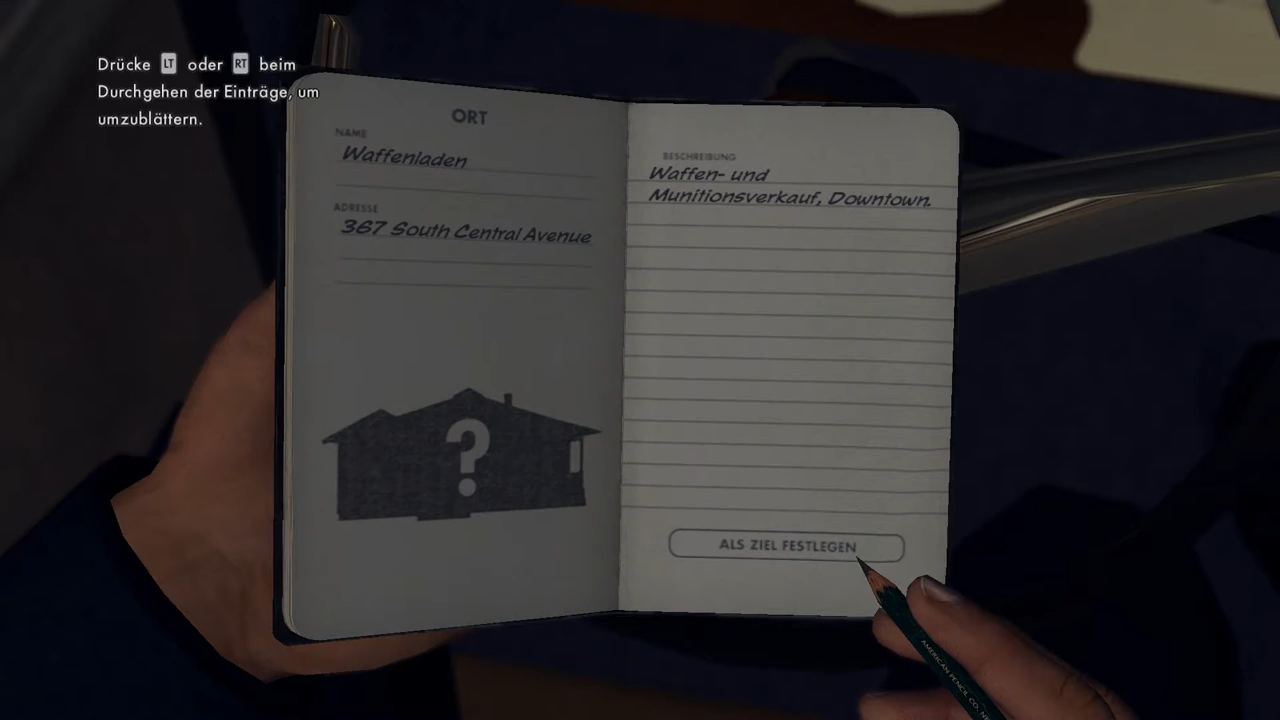 Drücke LT oder RT beim
Durchgehen der Einträge, um
umzublättern.
ORT
NAME
Waffenladen
ADRESSE
367 South Central Avenue
?
BESCHREIBUNG
Waffen- und
Munitionsverkauf, Downtown.
ALS ZIEL FESTLEGEN
AMERICAN PENCIL CO. NE